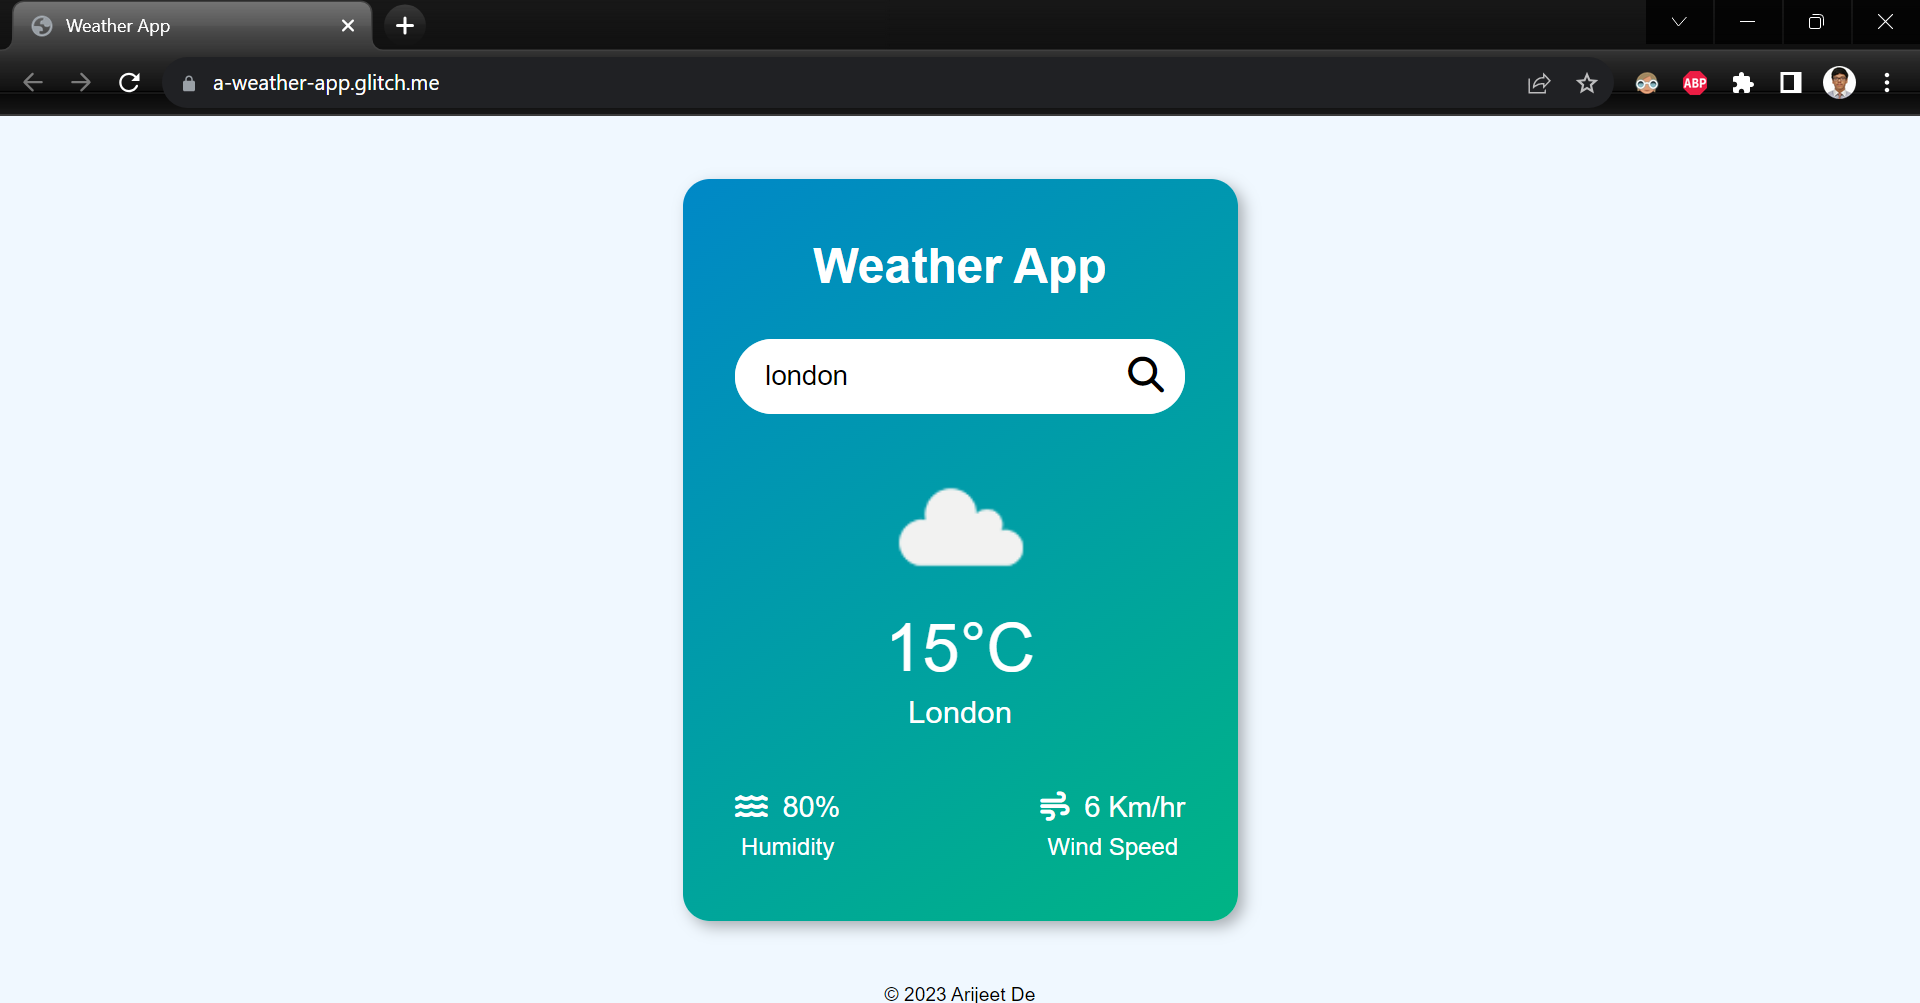 Weather App
a-weather-app.glitch.me
ABP
Weather App
london
15°C
London
80%
Humidity
6 Km/hr
Wind Speed
© 2023 Arijeet De